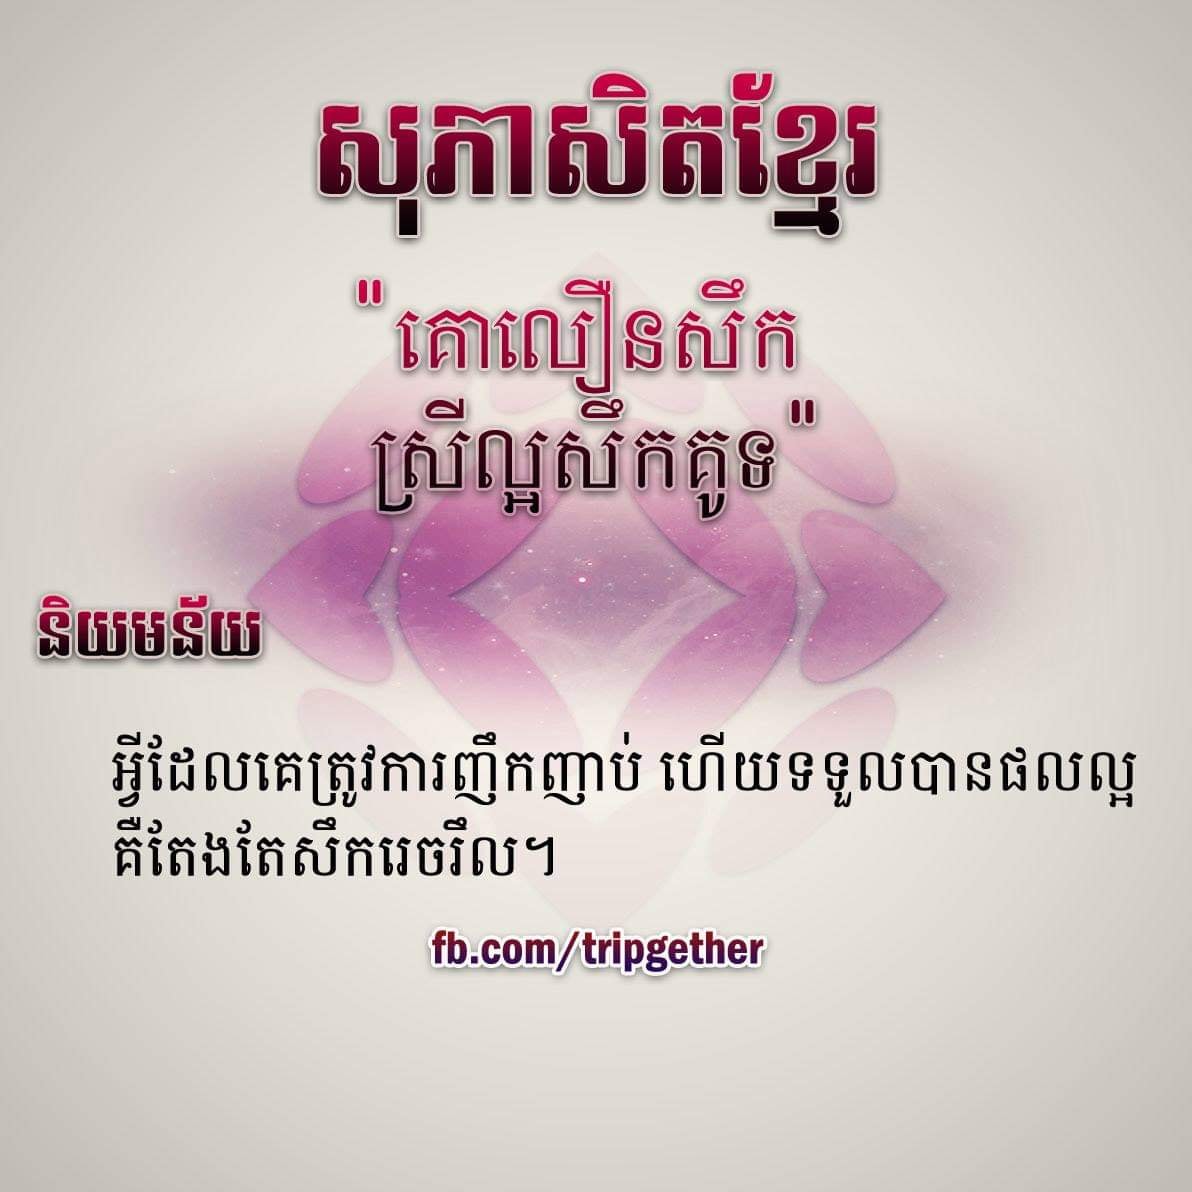 សុភាសិតខ្មែរ
"គោលឿនសឹក
ស្រីល្អសឹកគូទ"
និយមន័យ
អ្វីដែលគេត្រូវការញឹកញាប់ ហើយទទួលបានផលល្អ
គឺតែងតែសឹករេចរឹល។
fb.com/tripgether